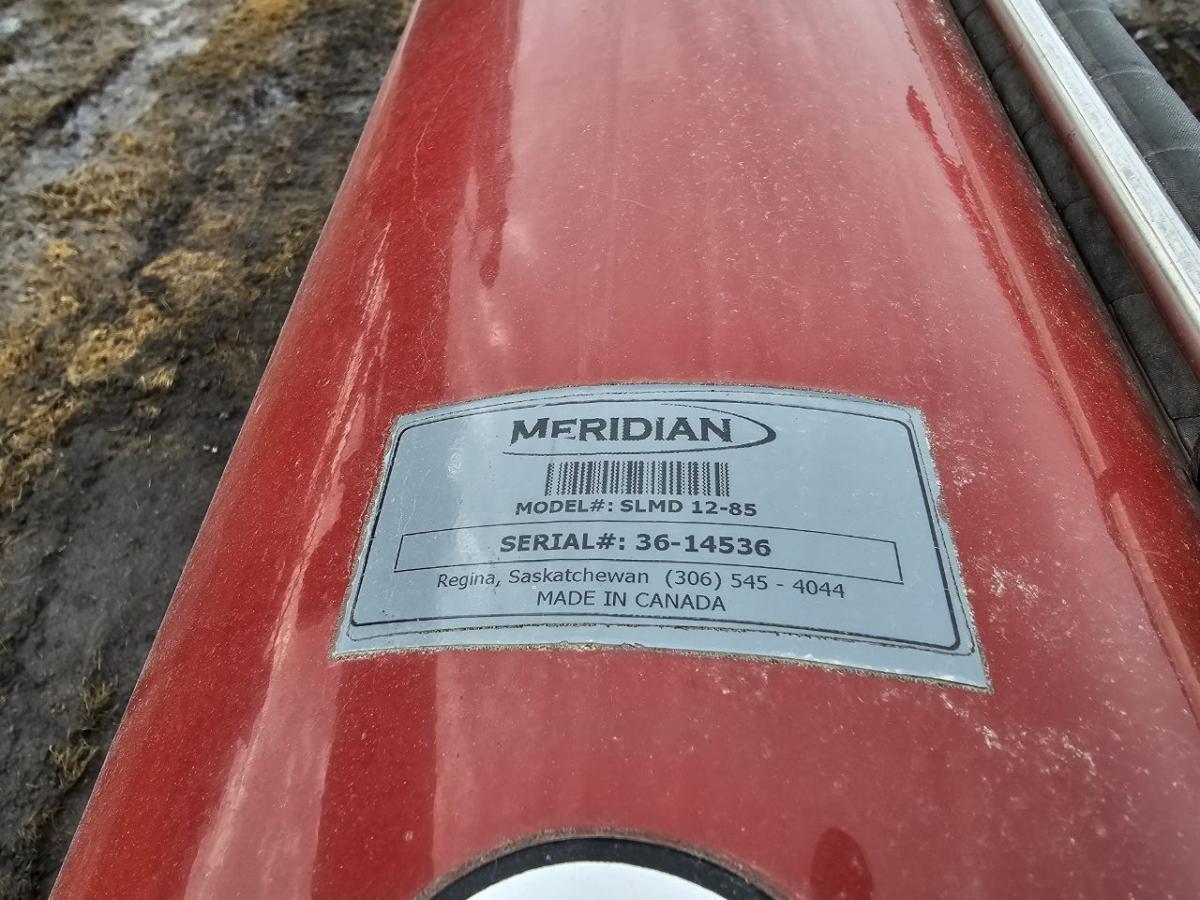 MERIDIAN
MODEL#: SLMD 12-85
SERIAL#: 36-14536
Regina, Saskatchewan (306) 545 - 4044
MADE IN CANADA